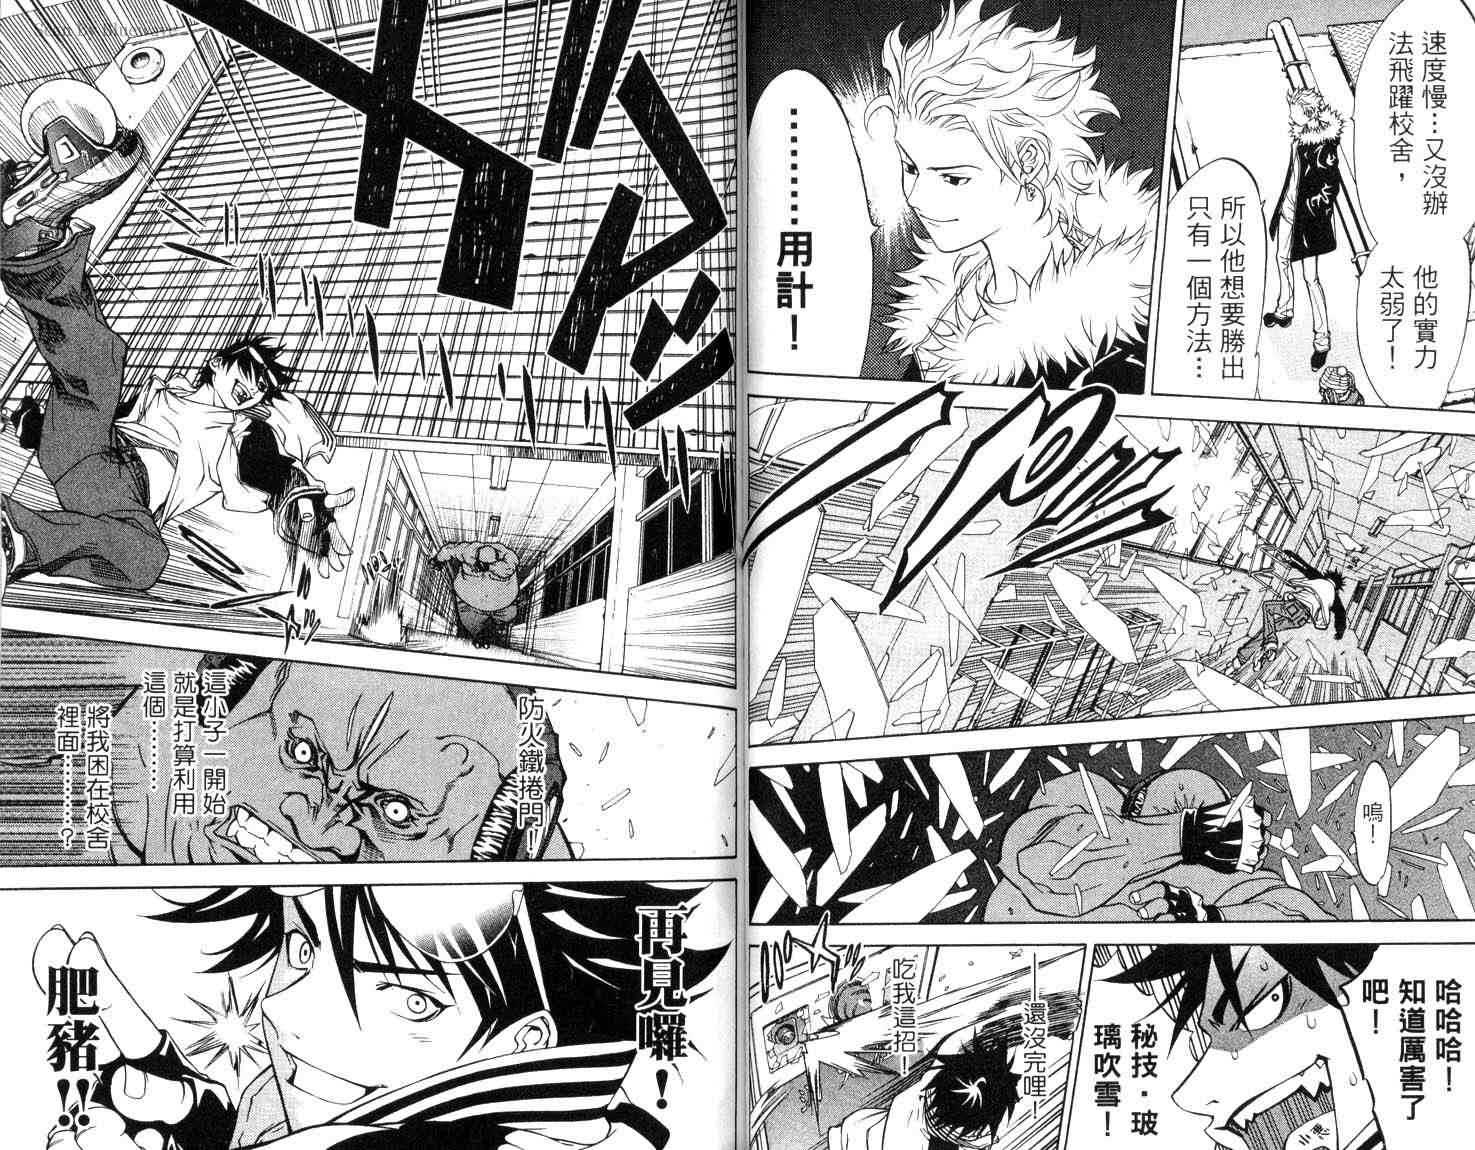 速度慢…又沒辦
法飛躍校舍，
他的實力
太弱了！
所以他想要勝出
只有一個方法…
…………用計！
嗚！
哈哈哈！
知道厲害了
吧！
秘技．玻
璃吹雪！
──還沒完哩！
吃我這招！
防火鐵捲門！
這小子一開始
就是打算利用
這個………
將我困在校舍
裡面………？
再見囉！
肥豬！！